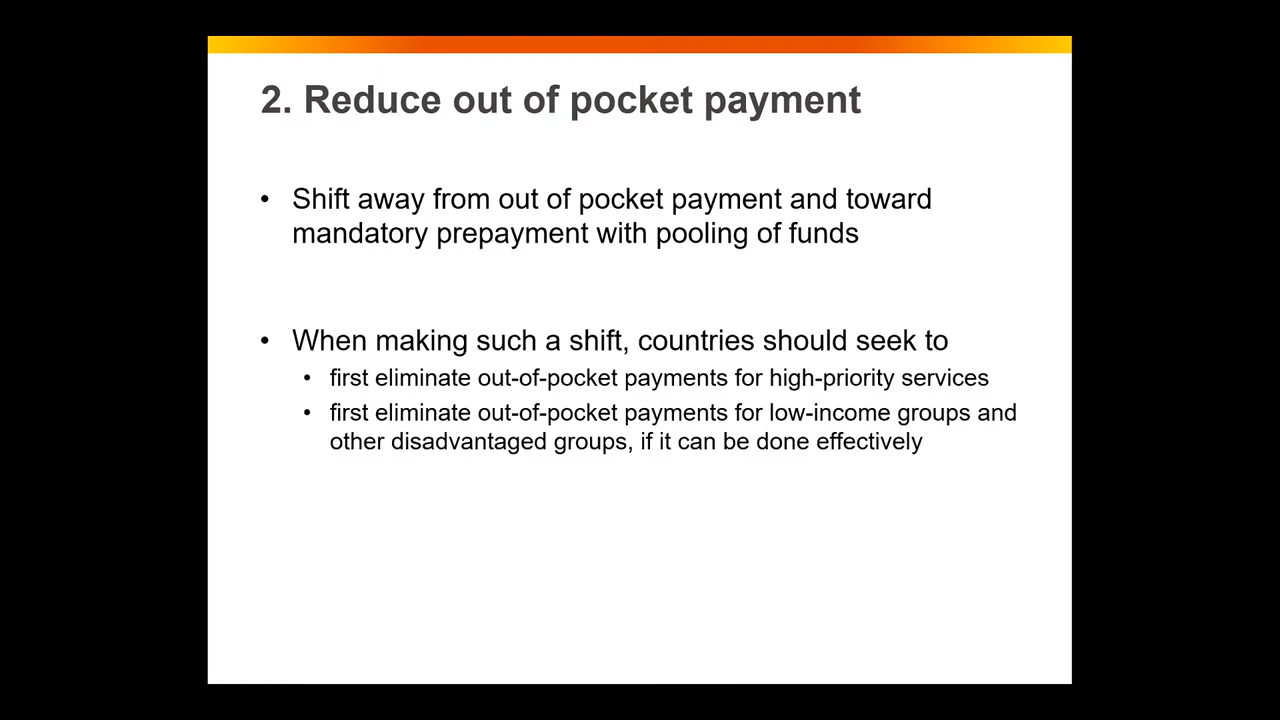 2. Reduce out of pocket payment
• Shift away from out of pocket payment and toward
mandatory prepayment with pooling of funds
• When making such a shift, countries should seek to
• first eliminate out-of-pocket payments for high-priority services
• first eliminate out-of-pocket payments for low-income groups and
other disadvantaged groups, if it can be done effectively